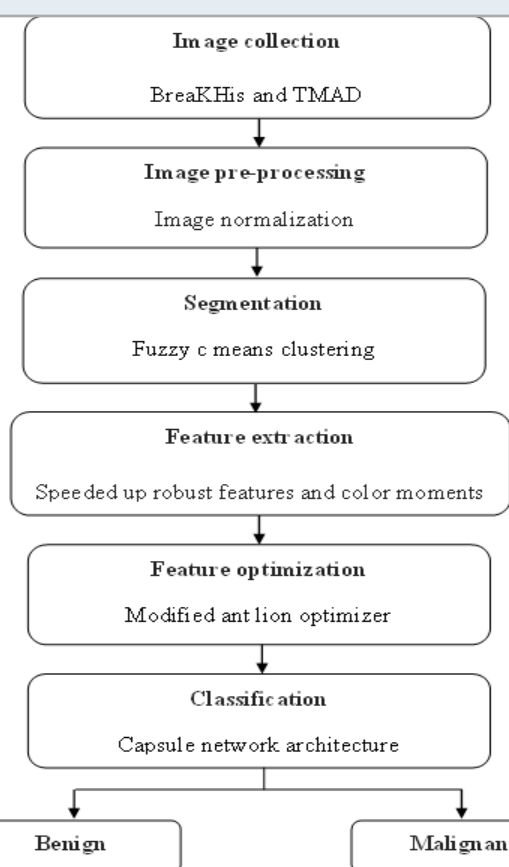 Image collection
BreaKHis and TMAD
Image pre-processing
Image normalization
Segmentation
Fuzzy c means clustering
Feature extraction
Speeded up robust features and color moments
Feature optimization
Modified ant lion optimizer
Classification
Capsule network architecture
Benign
Malignan